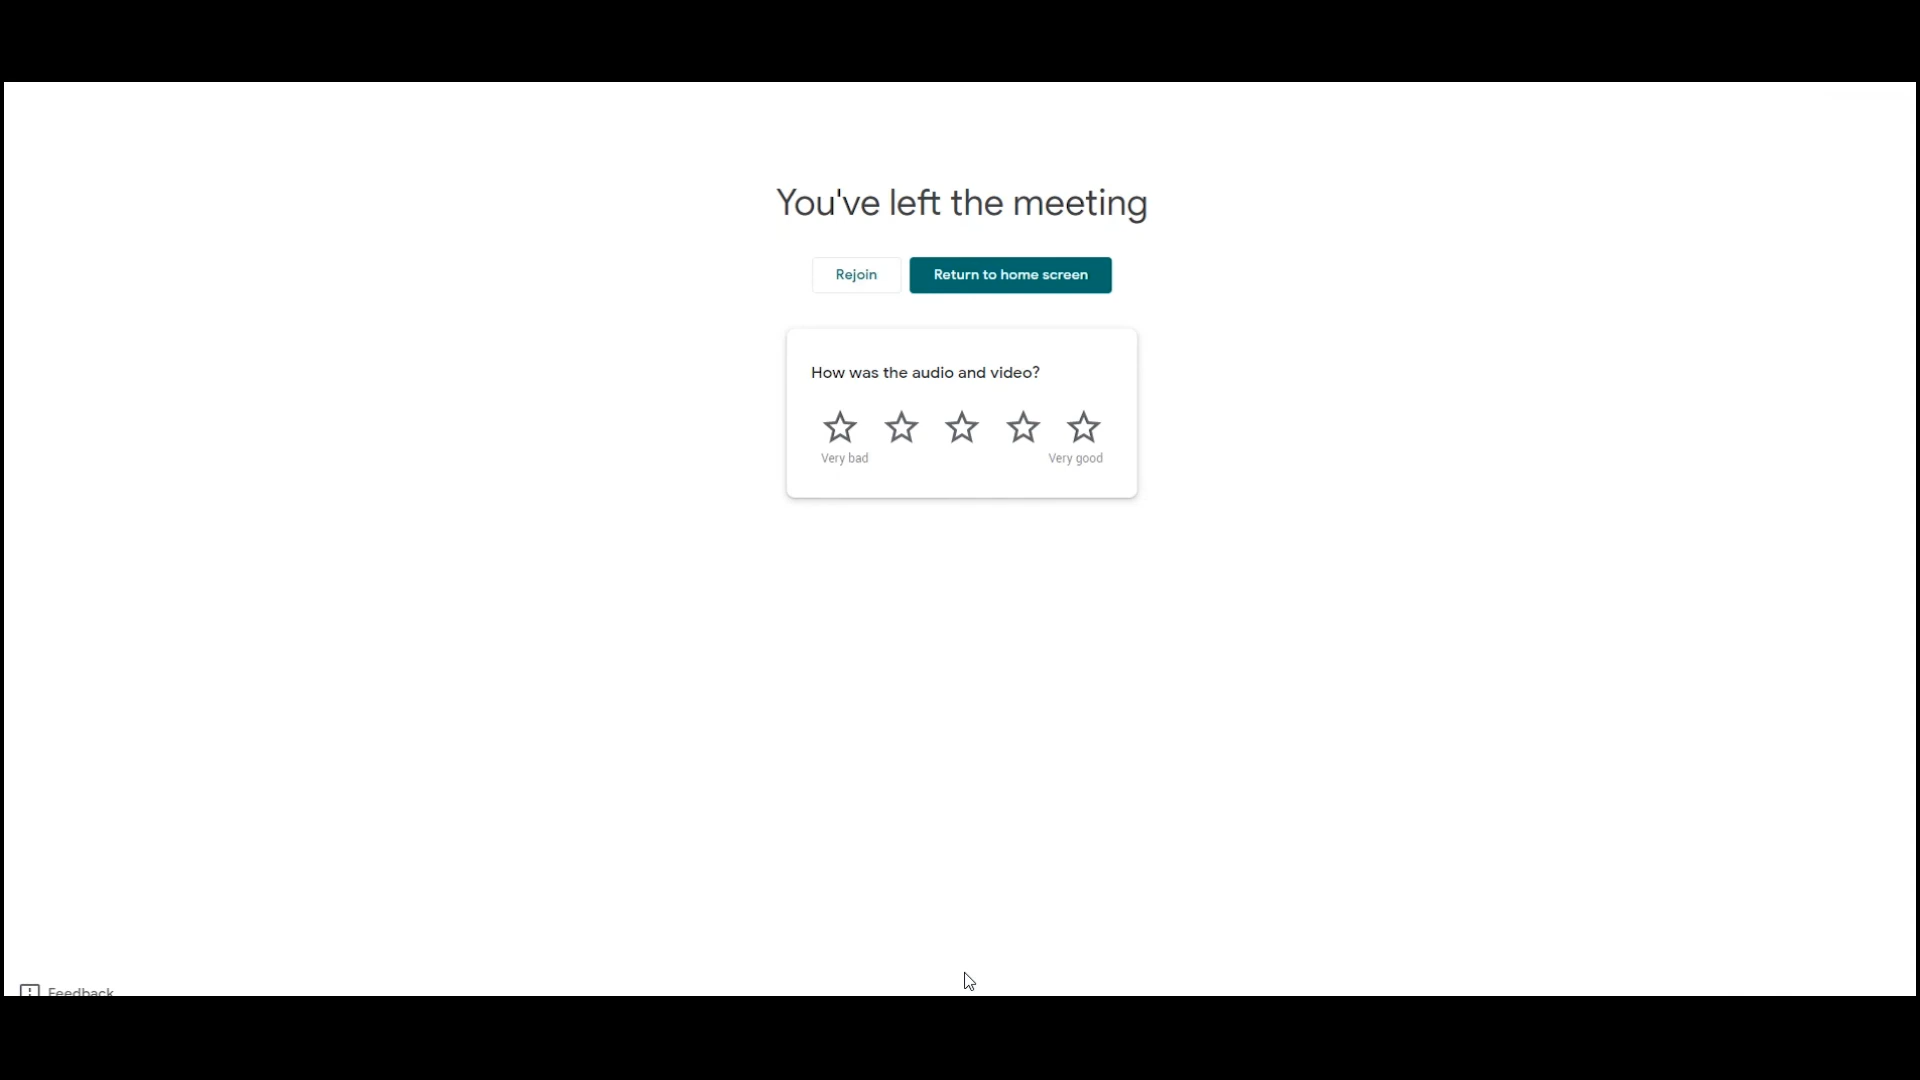 You've left the meeting
Rejoin
Return to home screen
How was the audio and video?
Very bad
Very good
Feedback